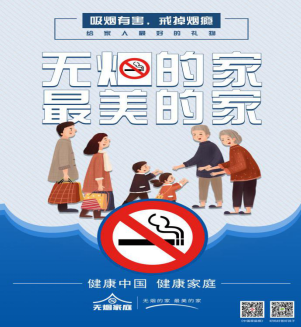 吸烟有害，戒掉烟瘾
给家人最好的礼物
无烟的家
最美的家
健康中国 健康家庭
无烟家庭
无烟的家 最美的家